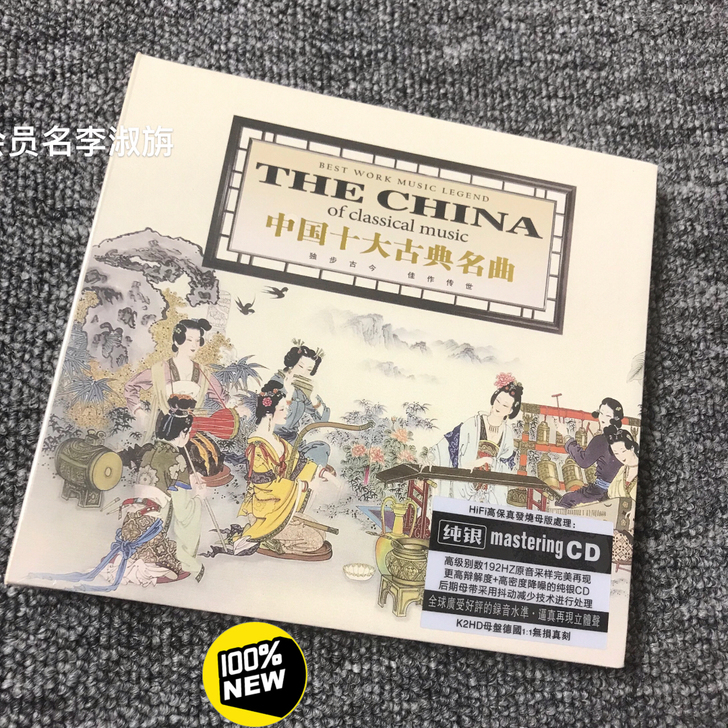 会员名李淑旃
BEST WORK MUSIC LEGEND
THE CHINA
of classical music
中国十大古典名曲
独步古今 佳作传世
HiFi高保真發燒母版處理:
纯银 mastering CD
高级别数192HZ原音采样完美再现
更高辩解度+高密度降噪的纯银CD
后期母带采用抖动减少技术进行处理
全球廣受好評的録音水準·逼真再現立體聲
K2HD母盤德國1:1無損真刻
100%
NEW